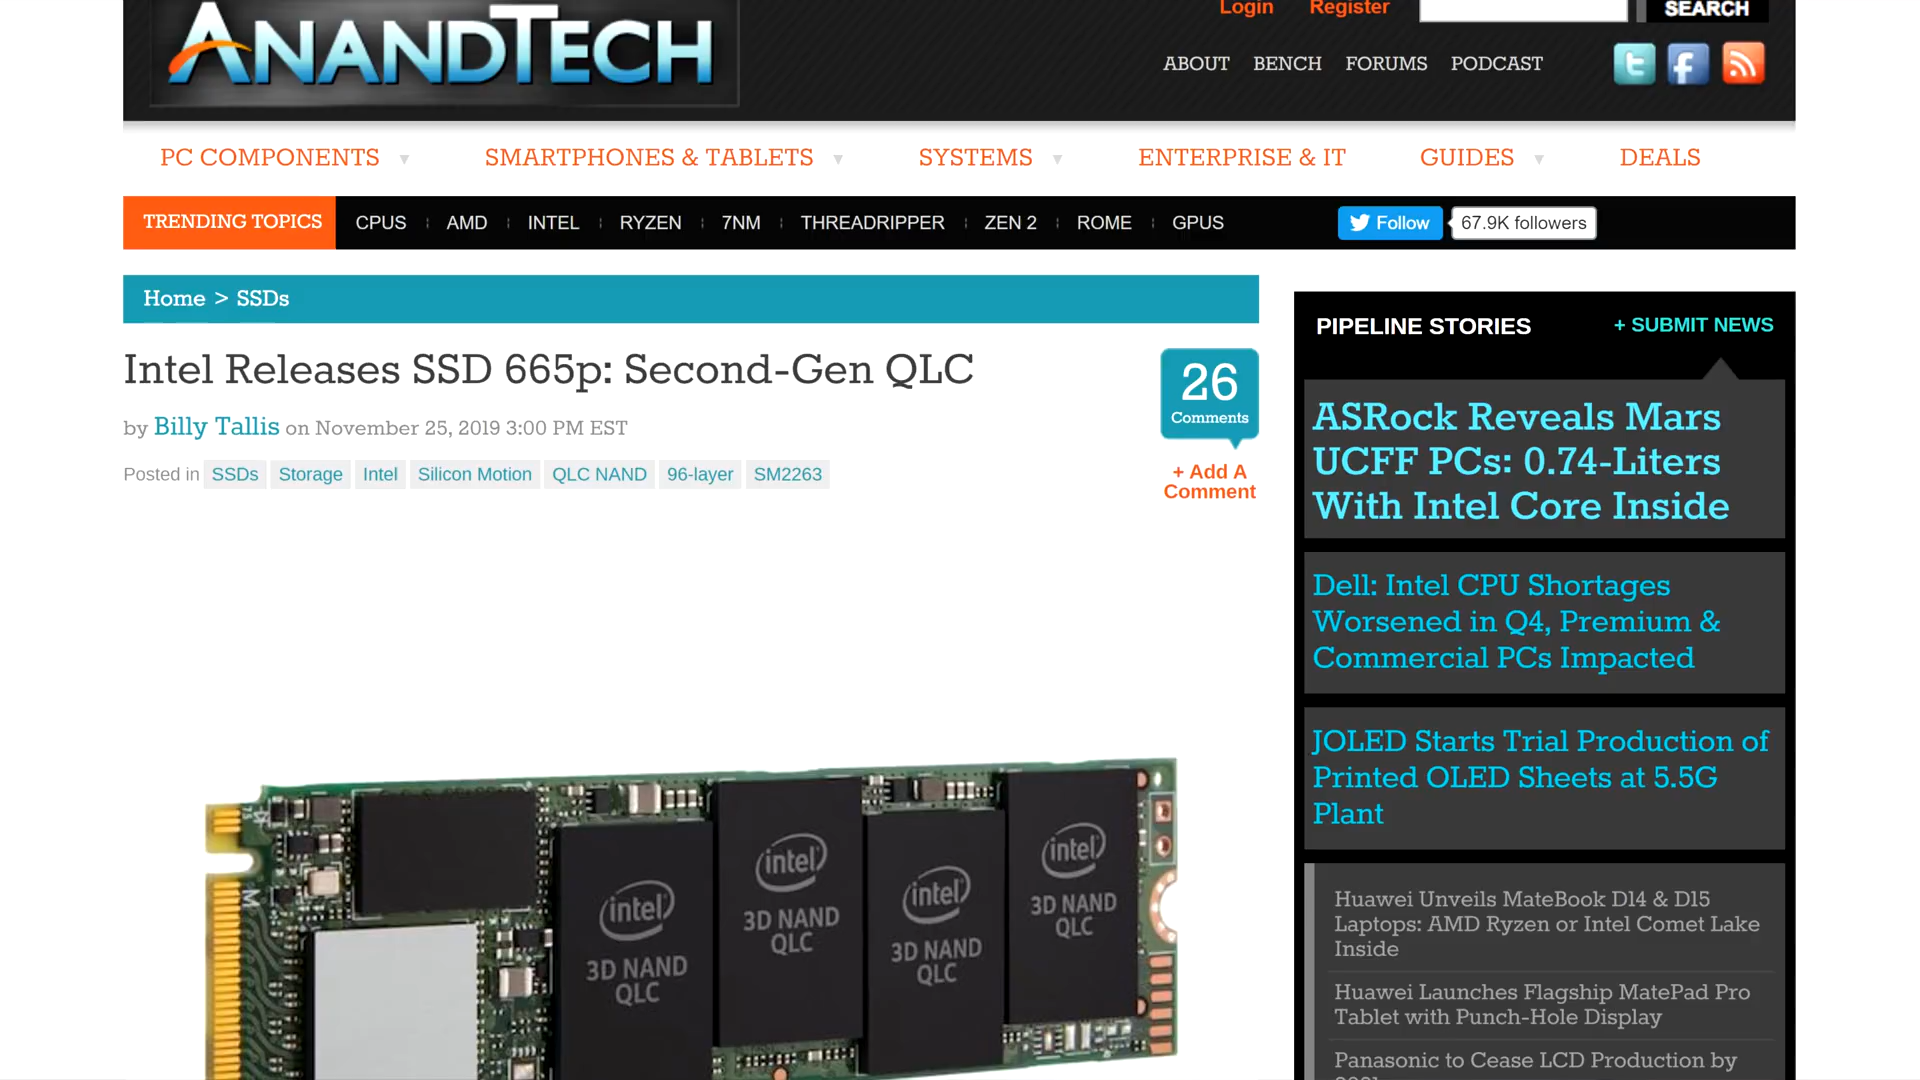 Login Register SEARCH
ANANDTECH
ABOUT BENCH FORUMS PODCAST
PC COMPONENTS SMARTPHONES & TABLETS SYSTEMS ENTERPRISE & IT GUIDES DEALS
TRENDING TOPICS CPUS AMD INTEL RYZEN 7NM THREADRIPPER ZEN 2 ROME GPUS Follow 67.9K followers
Home > SSDs
Intel Releases SSD 665p: Second-Gen QLC
by Billy Tallis on November 25, 2019 3:00 PM EST
Posted in SSDs Storage Intel Silicon Motion QLC NAND 96-layer SM2263
26
Comments
+ Add A
Comment
intel
3D NAND
QLC
intel
3D NAND
QLC
intel
3D NAND
QLC
intel
3D NAND
QLC
M
PIPELINE STORIES + SUBMIT NEWS
ASRock Reveals Mars
UCFF PCs: 0.74-Liters
With Intel Core Inside
Dell: Intel CPU Shortages
Worsened in Q4, Premium &
Commercial PCs Impacted
JOLED Starts Trial Production of
Printed OLED Sheets at 5.5G
Plant
Huawei Unveils MateBook D14 & D15
Laptops: AMD Ryzen or Intel Comet Lake
Inside
Huawei Launches Flagship MatePad Pro
Tablet with Punch-Hole Display
Panasonic to Cease LCD Production by